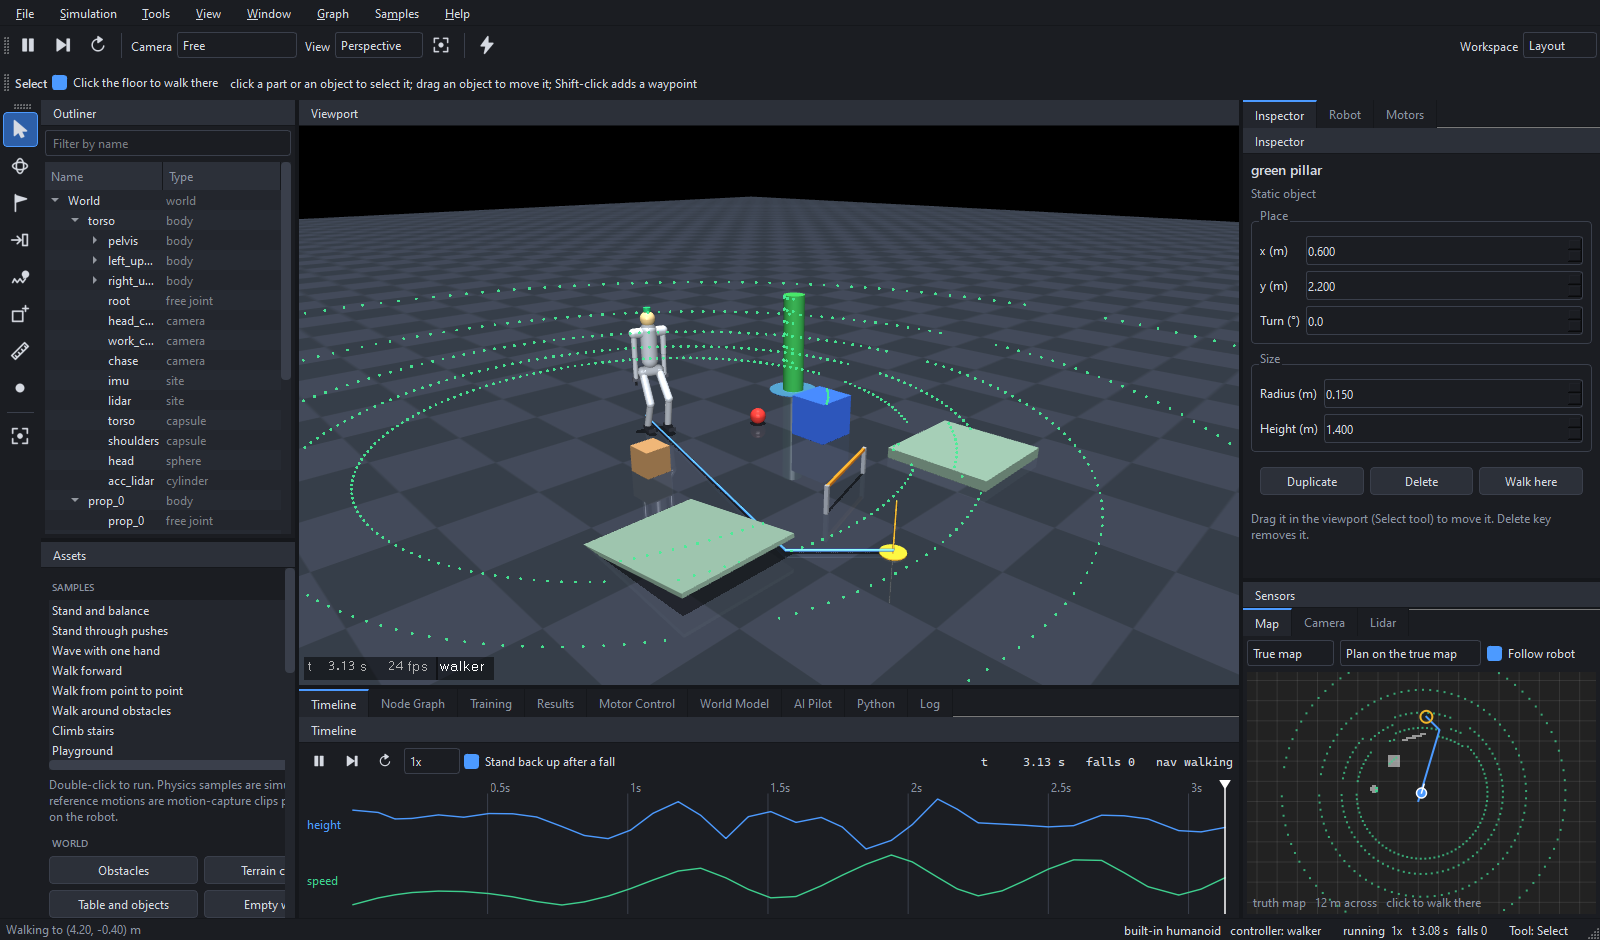 File Simulation Tools View Window Graph Samples Help
Camera Free View Perspective Workspace Layout
Select Click the floor to walk there click a part or an object to select it; drag an object to move it; Shift-click adds a waypoint
Outliner
Filter by name
Name Type
World world
torso body
pelvis body
left_up... body
right_u... body
root free joint
head_c... camera
work_c... camera
chase camera
imu site
lidar site
torso capsule
shoulders capsule
head sphere
acc_lidar cylinder
prop_0 body
prop_0 free joint
Assets
SAMPLES
Stand and balance
Stand through pushes
Wave with one hand
Walk forward
Walk from point to point
Walk around obstacles
Climb stairs
Playground
Double-click to run. Physics samples are sim
reference motions are motion-capture clips p
on the robot.
WORLD
Obstacles Terrain c
Table and objects Empty w
Viewport
t 3.13 s 24 fps walker
Timeline Node Graph Training Results Motor Control World Model AI Pilot Python Log
Timeline
1x Stand back up after a fall t 3.13 s falls 0 nav walking
0.5s 1s 1.5s 2s 2.5s 3s
height
speed
Inspector Robot Motors
Inspector
green pillar
Static object
Place
x (m) 0.600
y (m) 2.200
Turn (°) 0.0
Size
Radius (m) 0.150
Height (m) 1.400
Duplicate Delete Walk here
Drag it in the viewport (Select tool) to move it. Delete key
removes it.
Sensors
Map Camera Lidar
True map Plan on the true map Follow robot
truth map 12 m across click to walk there
Walking to (4.20, -0.40) m
built-in humanoid controller: walker running 1x t 3.08 s falls 0 Tool: Select